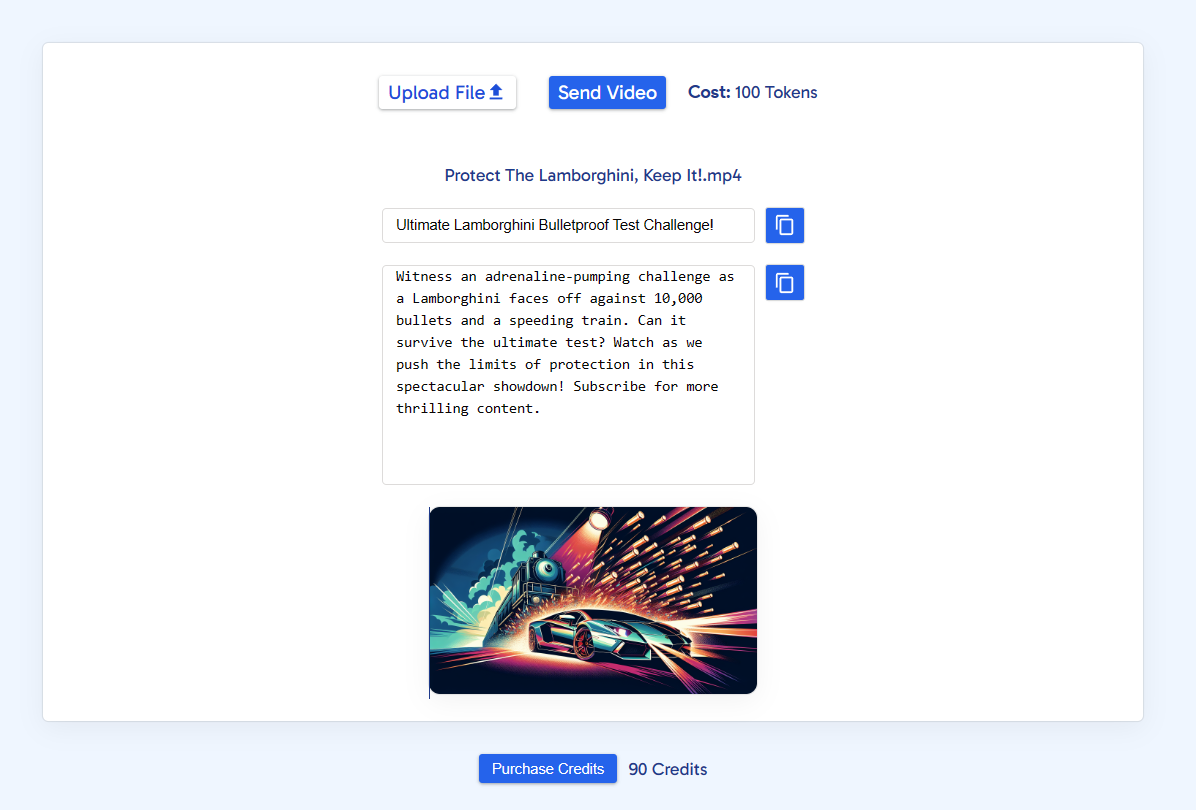 Upload File
Send Video
Cost: 100 Tokens
Protect The Lamborghini, Keep It!.mp4
Ultimate Lamborghini Bulletproof Test Challenge!
Witness an adrenaline-pumping challenge as
a Lamborghini faces off against 10,000
bullets and a speeding train. Can it
survive the ultimate test? Watch as we
push the limits of protection in this
spectacular showdown! Subscribe for more
thrilling content.
Purchase Credits
90 Credits